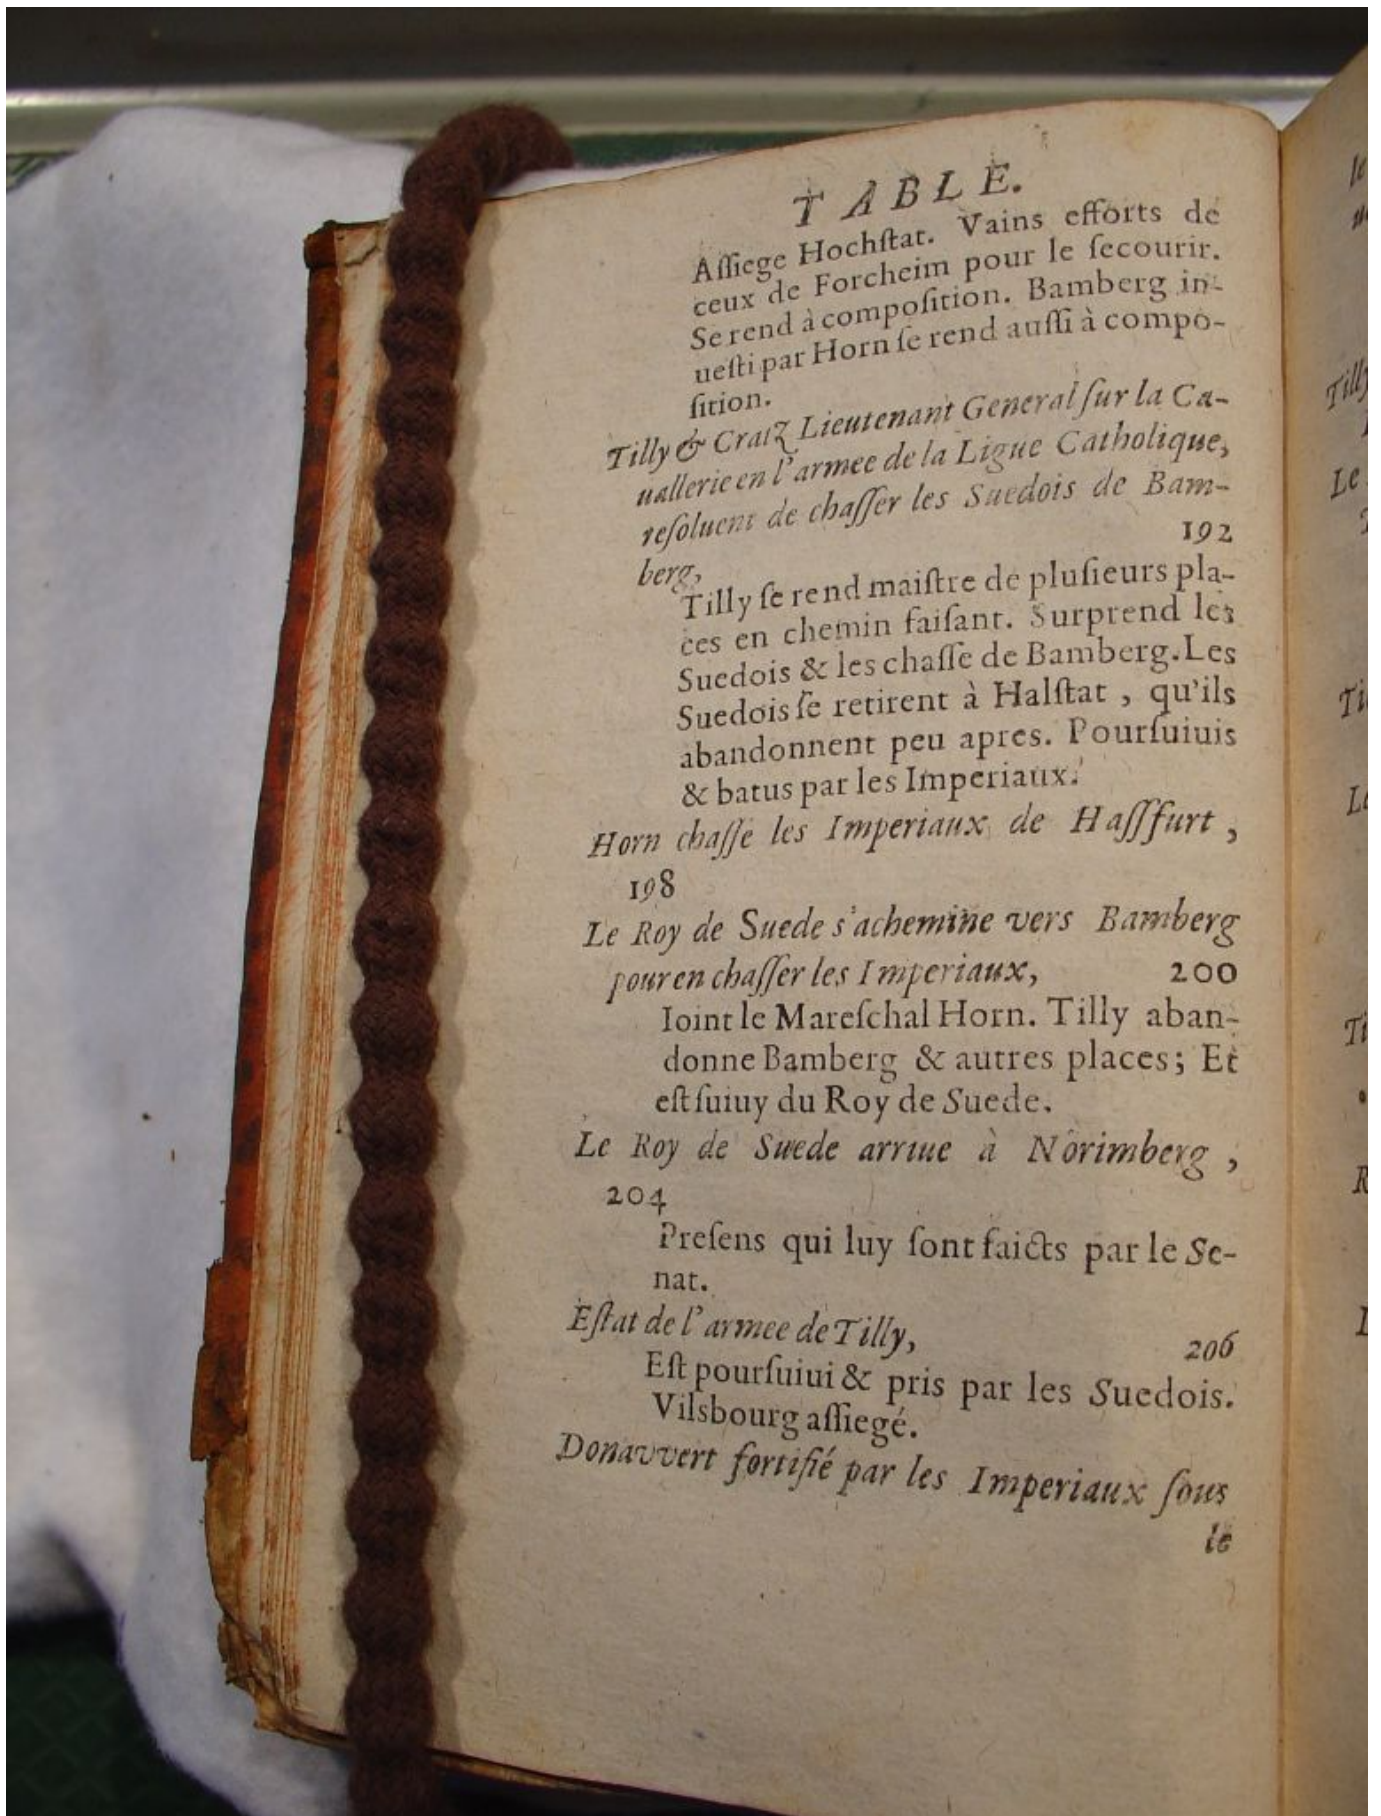 TABLE.
Aſſiege Hochſtat. Vains efforts de
ceux de Forcheim pour le ſecourir.
Se rend à compoſition. Bamberg in-
ueſti par Horn ſe rend auſſi à compo-
ſition.
Tilly & Cratz Lieutenant General ſur la Ca-
uallerie en l'armee de la Ligue Catholique,
reſoluent de chaſſer les Suedois de Bam-
berg, 192
Tilly ſe rend maiſtre de pluſieurs pla-
ces en chemin faiſant. Surprend les
Suedois & les chaſſe de Bamberg. Les
Suedois ſe retirent à Halſtat , qu'ils
abandonnent peu apres. Pourſuiuis
& batus par les Imperiaux.
Horn chaſſe les Imperiaux de Haſſfurt ,
198
Le Roy de Suede s'achemine vers Bamberg
pour en chaſſer les Imperiaux, 200
Ioint le Mareſchal Horn. Tilly aban-
donne Bamberg & autres places; Et
eſt ſuiuy du Roy de Suede.
Le Roy de Suede arriue à Norimberg ,
204
Preſens qui luy ſont faicts par le Se-
nat.
Eſtat de l'armee de Tilly, 206
Eſt pourſuiui & pris par les Suedois.
Vilsbourg aſſiegé.
Donavvert fortifié par les Imperiaux ſous
le
Tilly
Le